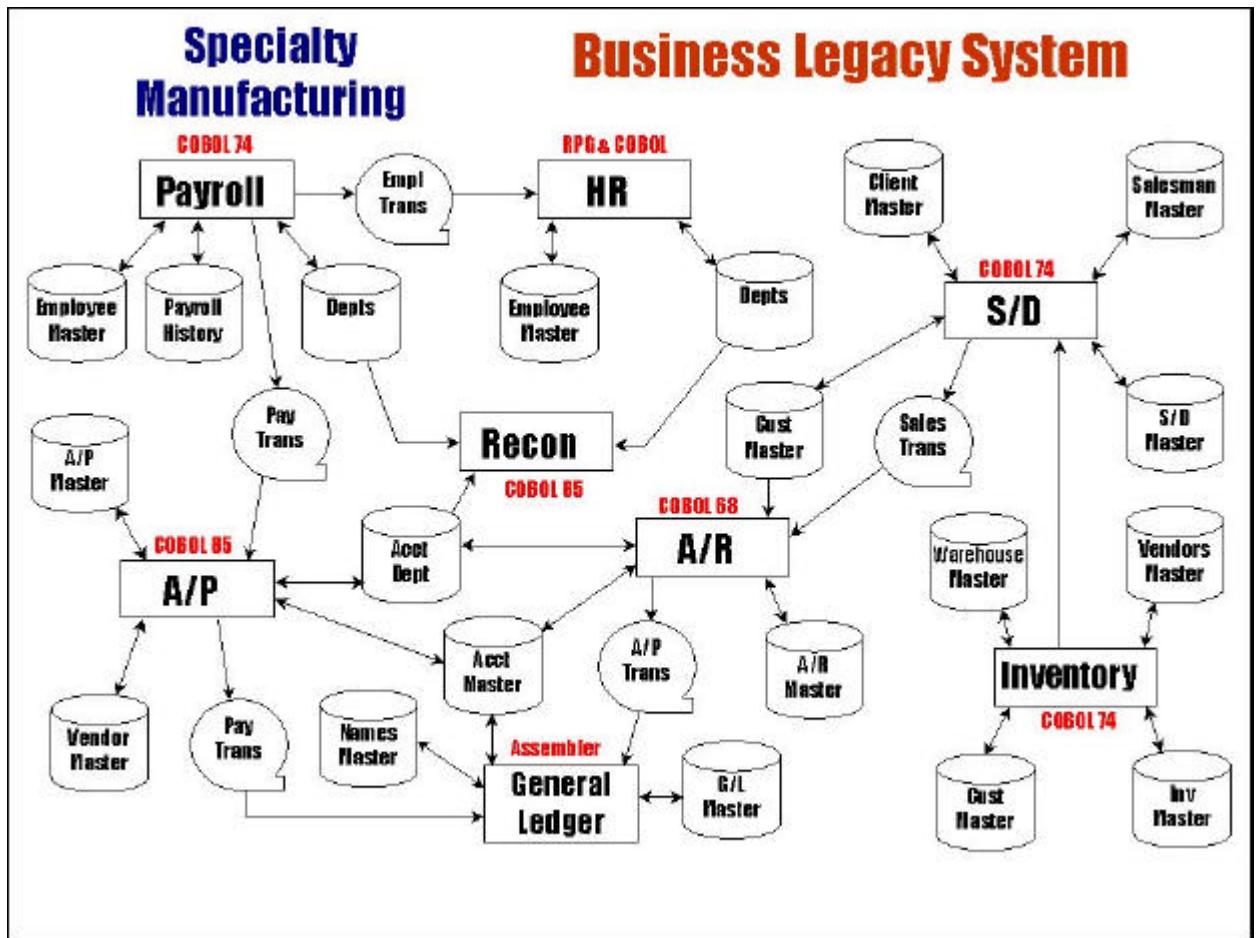 Specialty
Manufacturing
Business Legacy System
COBOL 74
Payroll
Empl
Trans
RPG & COBOL
HR
Client
Master
Salesman
Master
Employee
Master
Payroll
History
Depts
Employee
Master
Depts
COBOL 74
S/D
Pay
Trans
Recon
COBOL 85
Cust
Master
Sales
Trans
S/D
Master
A/P
Master
COBOL 85
A/P
Acct
Dept
COBOL 68
A/R
Warehouse
Master
Vendors
Master
Acct
Master
A/P
Trans
A/R
Master
Inventory
COBOL 74
Vendor
Master
Pay
Trans
Names
Master
Assembler
General
Ledger
G/L
Master
Cust
Master
Inv
Master